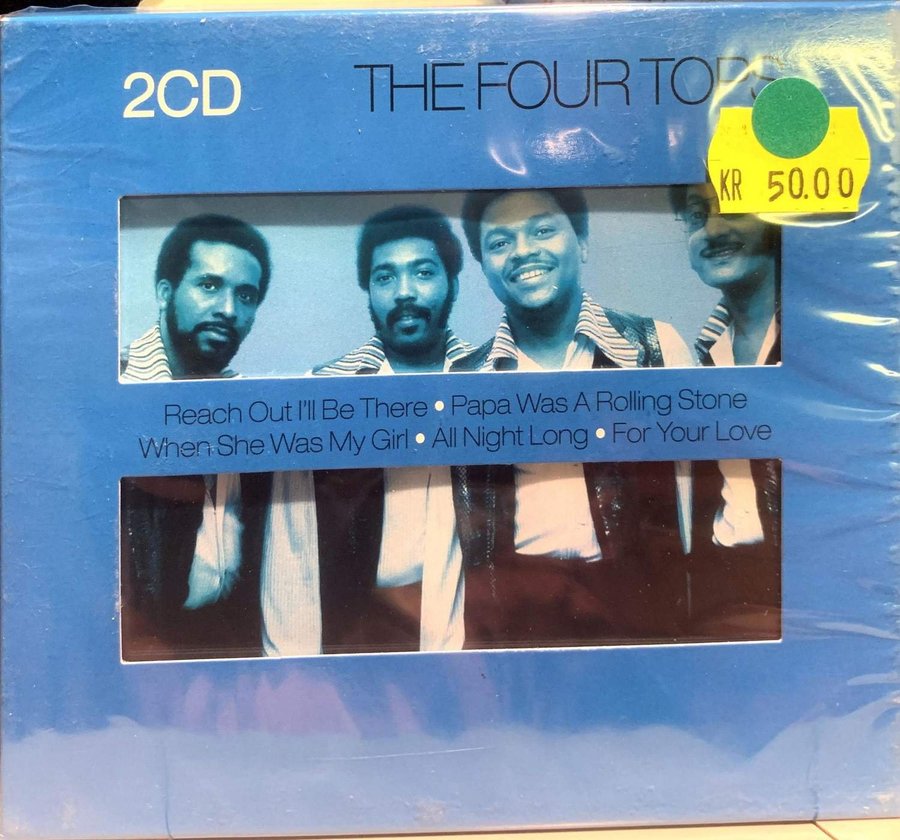 2CD
THE FOUR TOPS
KR 50.00
Reach Out I'll Be There • Papa Was A Rolling Stone
When She Was My Girl • All Night Long • For Your Love